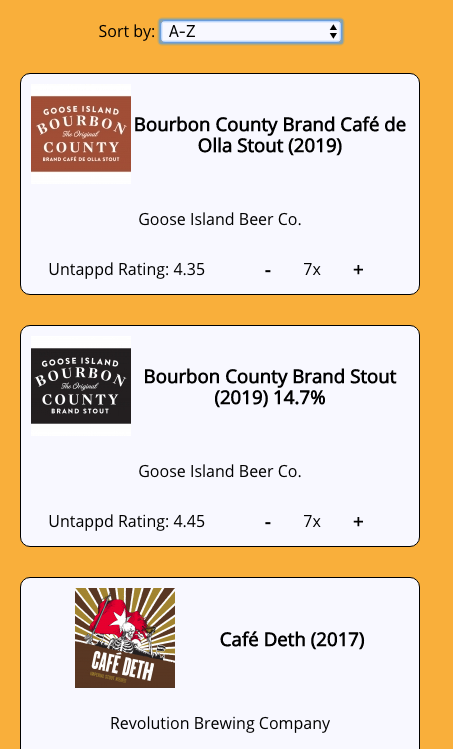 Sort by: A-Z
GOOSE ISLAND
BOURBON
The Original
COUNTY
BRAND CAFÉ DE OLLA STOUT
Bourbon County Brand Café de
Olla Stout (2019)
Goose Island Beer Co.
Untappd Rating: 4.35 - 7x +
GOOSE ISLAND
BOURBON
The Original
COUNTY
BRAND STOUT
Bourbon County Brand Stout
(2019) 14.7%
Goose Island Beer Co.
Untappd Rating: 4.45 - 7x +
CAFÉ DETH
Café Deth (2017)
Revolution Brewing Company